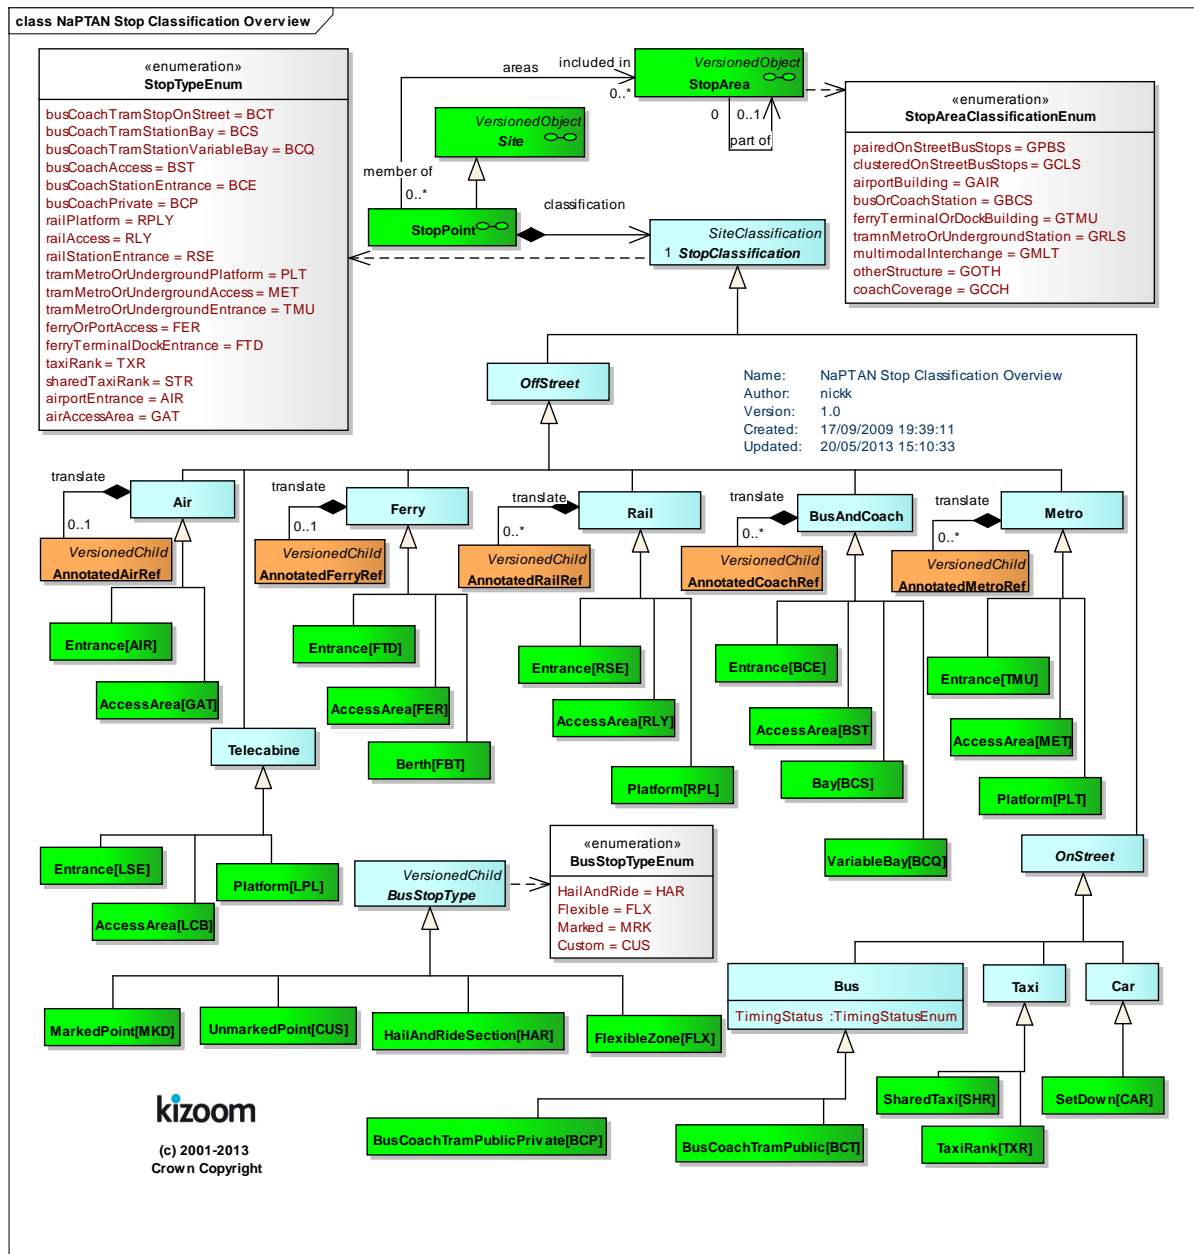 class NaPTAN Stop Classification Overview
«enumeration»
StopTypeEnum
busCoachTramStopOnStreet = BCT
busCoachTramStationBay = BCS
busCoachTramStationVariableBay = BCQ
busCoachAccess = BST
busCoachStationEntrance = BCE
busCoachPrivate = BCP
railPlatform = RPLY
railAccess = RLY
railStationEntrance = RSE
tramMetroOrUndergroundPlatform = PLT
tramMetroOrUndergroundAccess = MET
tramMetroOrUndergroundEntrance = TMU
ferryOrPortAccess = FER
ferryTerminalDockEntrance = FTD
taxiRank = TXR
sharedTaxiRank = STR
airportEntrance = AIR
airAccessArea = GAT
areas
included in
0..*
VersionedObject
StopArea
0
0..1
part of
VersionedObject
Site
member of
0..*
StopPoint
classification
SiteClassification
1 StopClassification
«enumeration»
StopAreaClassificationEnum
pairedOnStreetBusStops = GPBS
clusteredOnStreetBusStops = GCLS
airportBuilding = GAIR
busOrCoachStation = GBCS
ferryTerminalOrDockBuilding = GTMU
tramnMetroOrUndergroundStation = GRLS
multimodalInterchange = GMLT
otherStructure = GOTH
coachCoverage = GCCH
OffStreet
Name: NaPTAN Stop Classification Overview
Author: nickk
Version: 1.0
Created: 17/09/2009 19:39:11
Updated: 20/05/2013 15:10:33
translate
Air
0..1
VersionedChild
AnnotatedAirRef
Entrance[AIR]
AccessArea[GAT]
translate
Ferry
0..1
VersionedChild
AnnotatedFerryRef
Entrance[FTD]
AccessArea[FER]
Berth[FBT]
translate
Rail
0..*
VersionedChild
AnnotatedRailRef
Entrance[RSE]
AccessArea[RLY]
Platform[RPL]
translate
BusAndCoach
0..*
VersionedChild
AnnotatedCoachRef
Entrance[BCE]
AccessArea[BST
Bay[BCS]
VariableBay[BCQ]
translate
Metro
0..*
VersionedChild
AnnotatedMetroRef
Entrance[TMU]
AccessArea[MET]
Platform[PLT]
Telecabine
Entrance[LSE]
AccessArea[LCB]
Platform[LPL]
VersionedChild
BusStopType
«enumeration»
BusStopTypeEnum
HailAndRide = HAR
Flexible = FLX
Marked = MRK
Custom = CUS
MarkedPoint[MKD]
UnmarkedPoint[CUS]
HailAndRideSection[HAR]
FlexibleZone[FLX]
OnStreet
Bus
TimingStatus :TimingStatusEnum
Taxi
Car
BusCoachTramPublicPrivate[BCP]
BusCoachTramPublic[BCT]
SharedTaxi[SHR]
TaxiRank[TXR]
SetDown[CAR]
kizoom
(c) 2001-2013
Crown Copyright